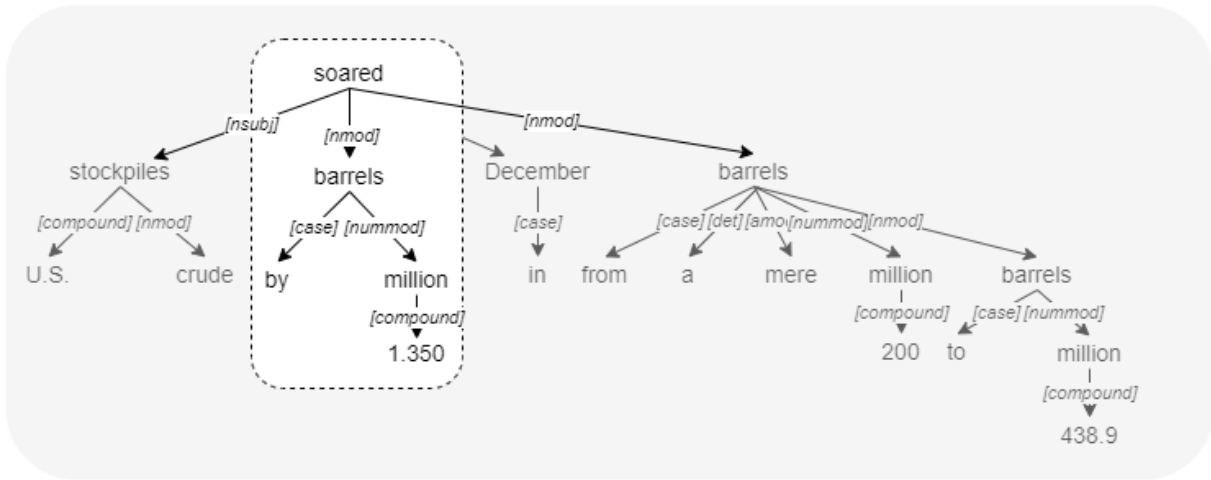 soared
[nsubj] [nmod] [nmod]
stockpiles barrels December barrels
[compound] [nmod] [case] [nummod] [case] [case] [det] [amo [nummod] [nmod]
U.S. crude by million in from a mere million barrels
[compound] [compound] [case] [nummod]
1.350 200 to million
[compound]
438.9